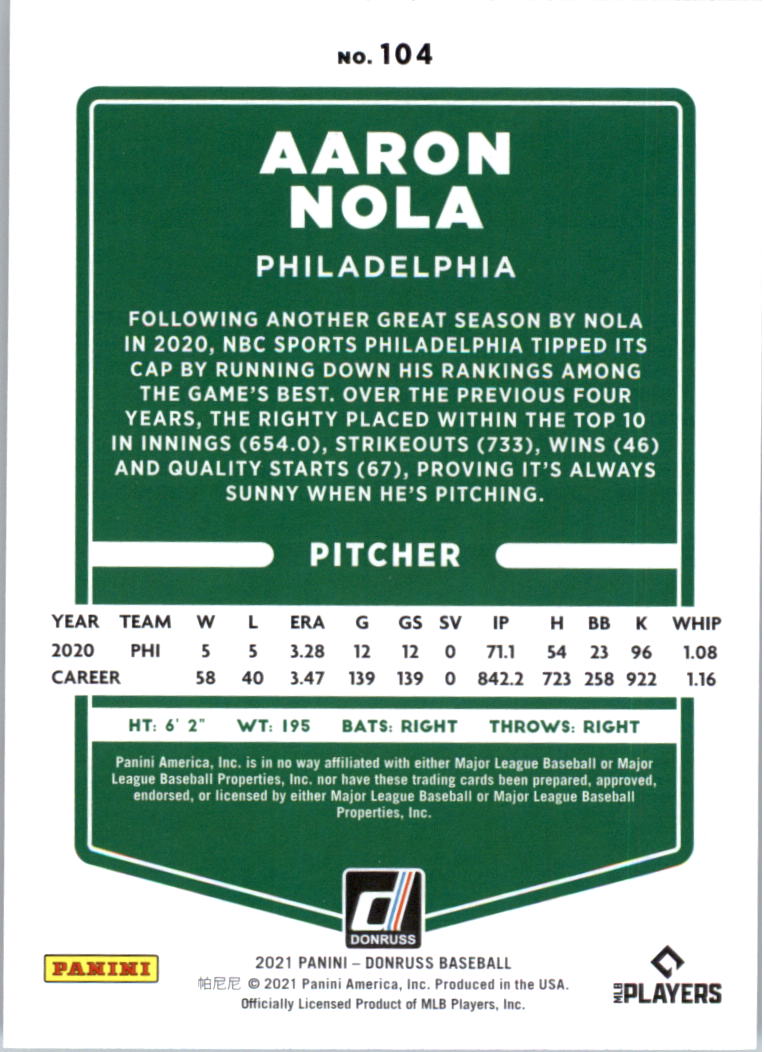 NO. 104
AARON
NOLA
PHILADELPHIA
FOLLOWING ANOTHER GREAT SEASON BY NOLA
IN 2020, NBC SPORTS PHILADELPHIA TIPPED ITS
CAP BY RUNNING DOWN HIS RANKINGS AMONG
THE GAME'S BEST. OVER THE PREVIOUS FOUR
YEARS, THE RIGHTY PLACED WITHIN THE TOP 10
IN INNINGS (654.0), STRIKEOUTS (733), WINS (46)
AND QUALITY STARTS (67), PROVING IT'S ALWAYS
SUNNY WHEN HE'S PITCHING.
PITCHER
YEAR TEAM W L ERA G GS SV IP H BB K WHIP
2020 PHI 5 5 3.28 12 12 0 71.1 54 23 96 1.08
CAREER 58 40 3.47 139 139 0 842.2 723 258 922 1.16
HT: 6' 2" WT: 195 BATS: RIGHT THROWS: RIGHT
Panini America, Inc. is in no way affiliated with either Major League Baseball or Major
League Baseball Properties, Inc. nor have these trading cards been prepared, approved,
endorsed, or licensed by either Major League Baseball or Major League Baseball
Properties, Inc.
d
DONRUSS
PANINI
2021 PANINI – DONRUSS BASEBALL
帕尼尼 © 2021 Panini America, Inc. Produced in the USA.
Officially Licensed Product of MLB Players, Inc.
MLB PLAYERS